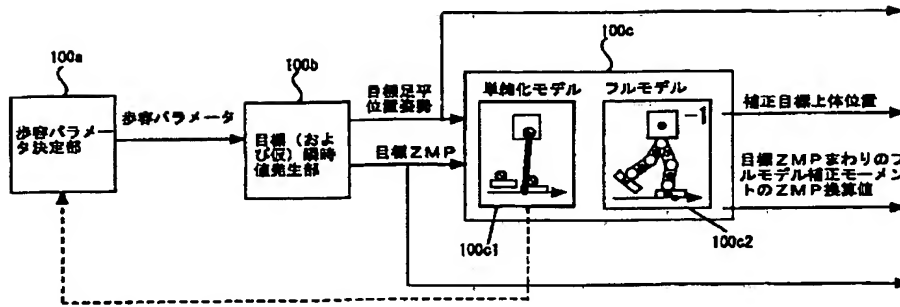 100a
歩容パラメー
タ決定部
歩容パラメータ
100b
目標(およ
び仮)瞬時
値発生部
目標足平
位置姿勢
目標ZMP
100c
単純化モデル
フルモデル
-1
100c1
100c2
補正目標上体位置
目標ZMPまわりのフ
ルモデル補正モーメン
トのZMP換算値